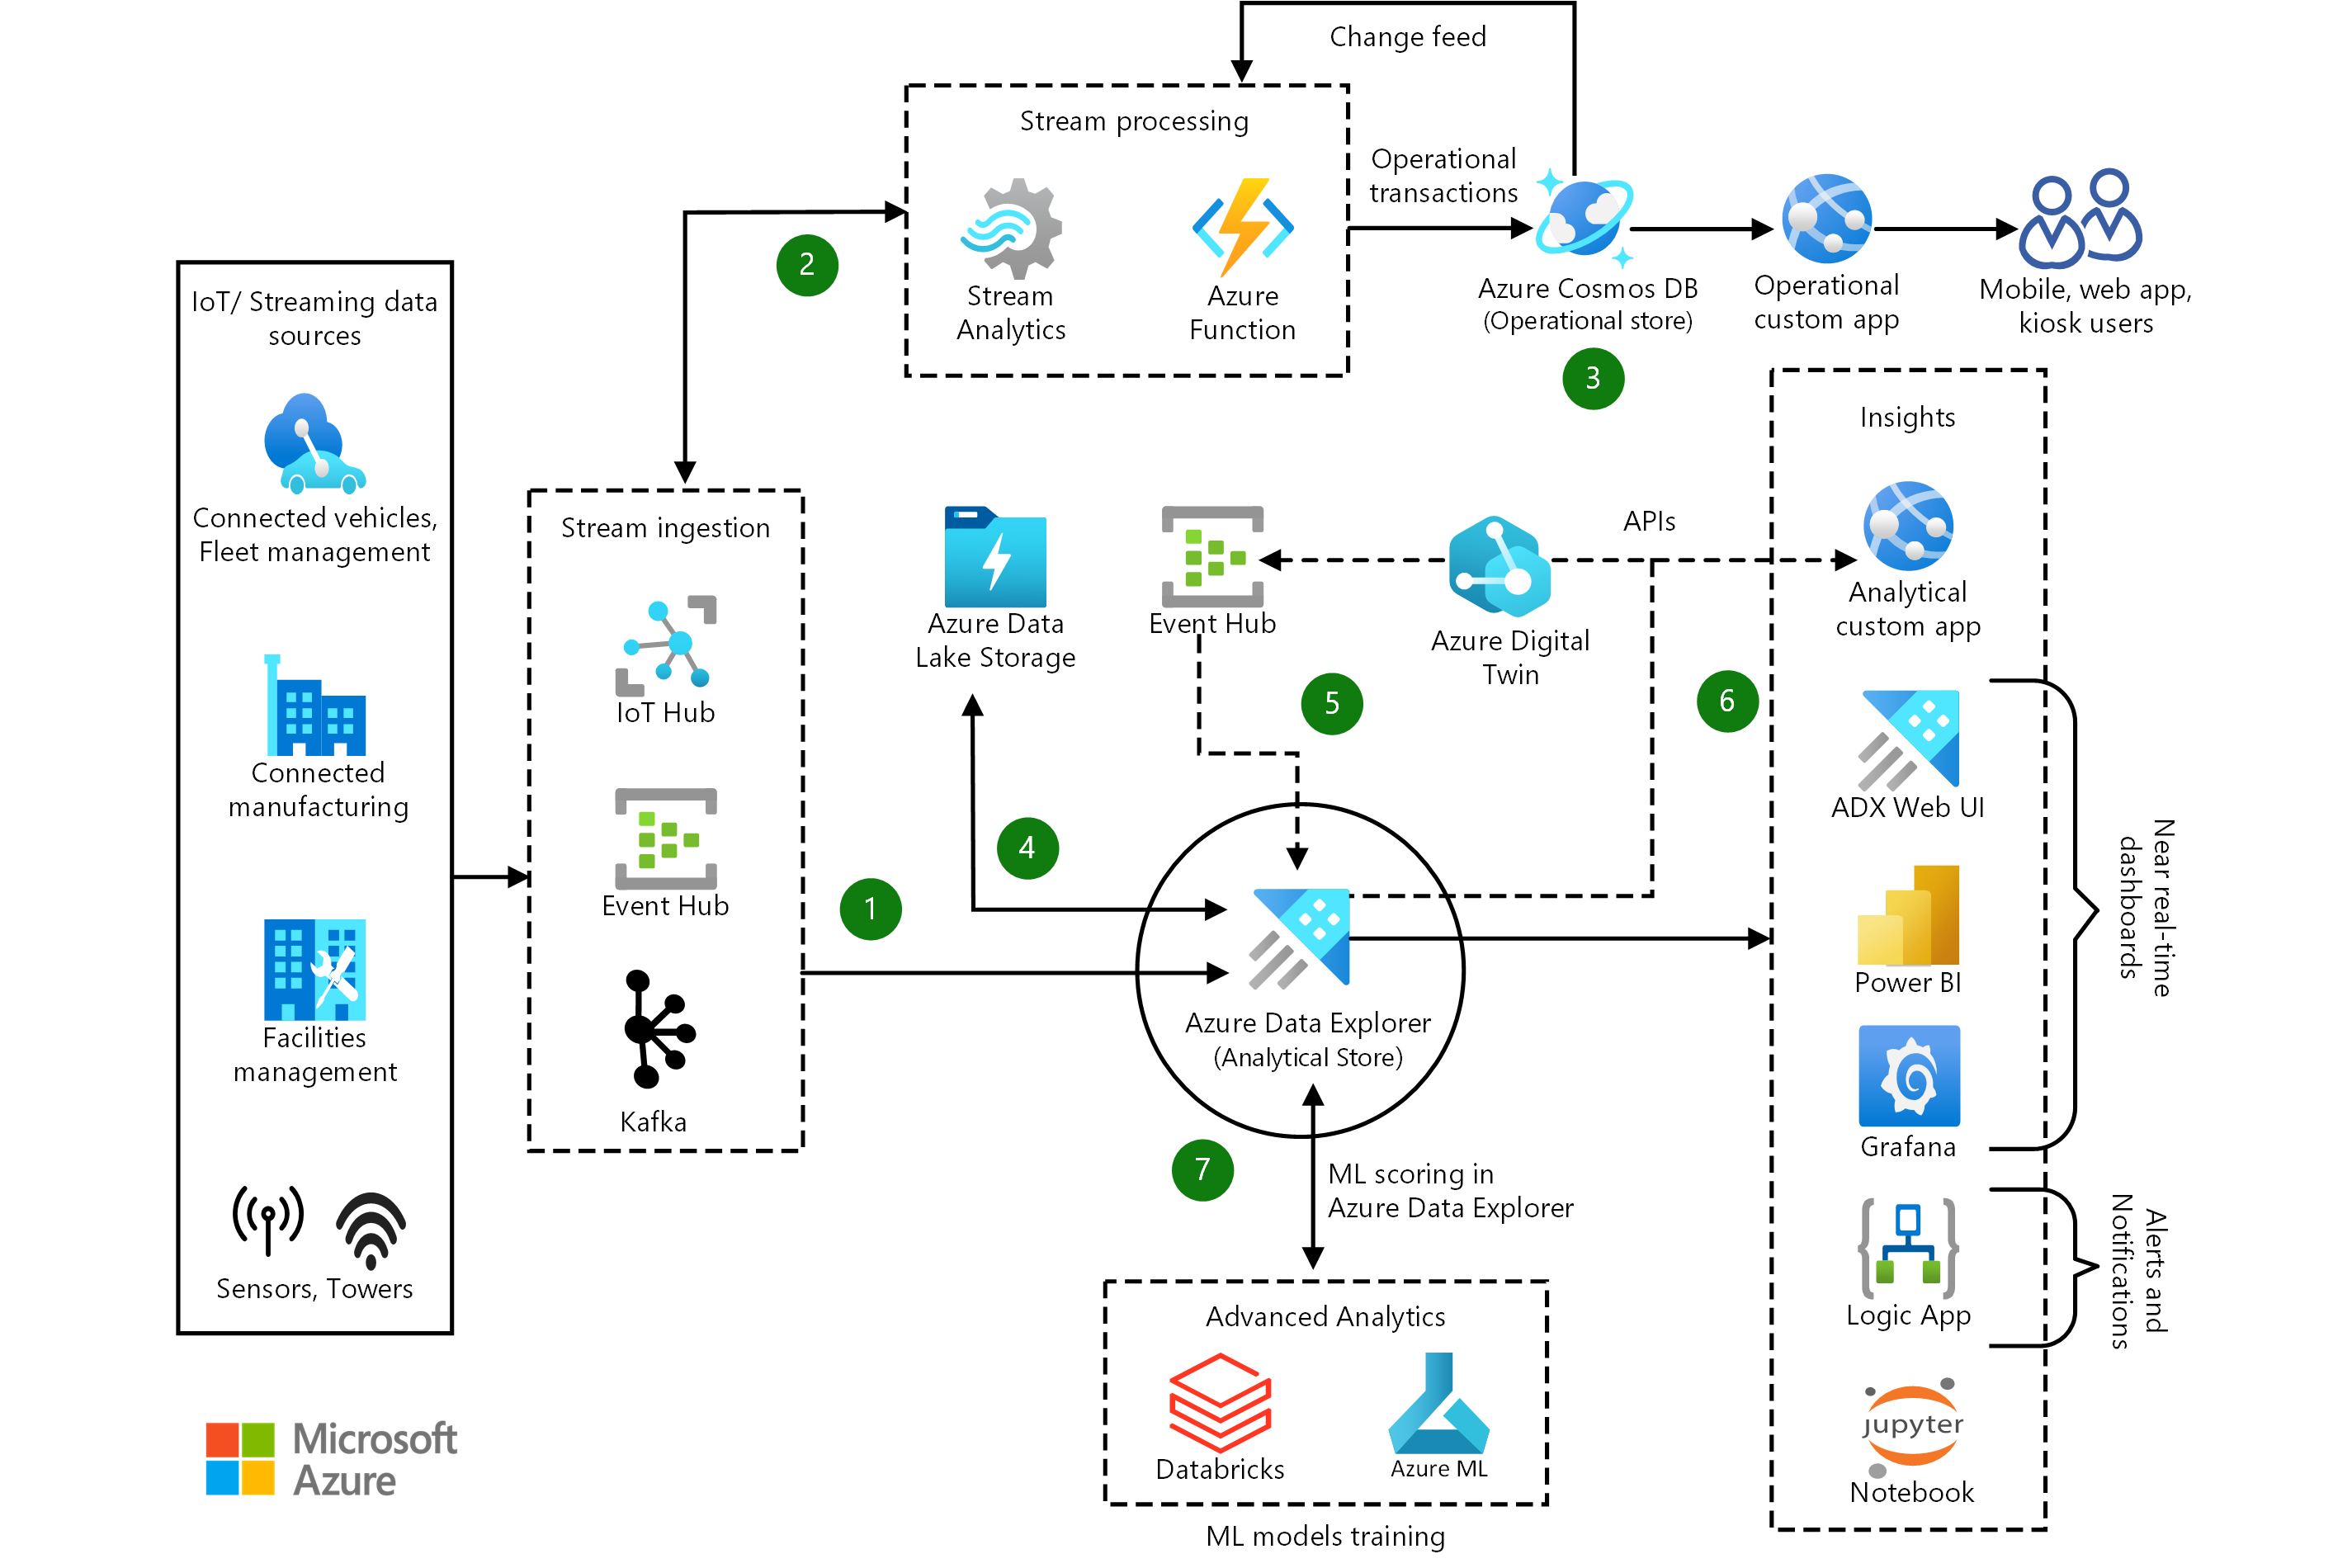 Change feed
Stream processing
Operational
transactions
2
Stream
Analytics
Azure
Function
Azure Cosmos DB
(Operational store)
3
Operational
custom app
Mobile, web app,
kiosk users
IoT/ Streaming data
sources
Connected vehicles,
Fleet management
Connected
manufacturing
Facilities
management
Sensors, Towers
Stream ingestion
IoT Hub
Event Hub
Kafka
1
Azure Data
Lake Storage
4
Event Hub
5
Azure Digital
Twin
APIs
6
Azure Data Explorer
(Analytical Store)
7
ML scoring in
Azure Data Explorer
Advanced Analytics
Databricks
Azure ML
ML models training
Insights
Analytical
custom app
ADX Web UI
Power BI
Grafana
Near real-time
dashboards
Logic App
Alerts and
Notifications
jupyter
Notebook
Microsoft
Azure